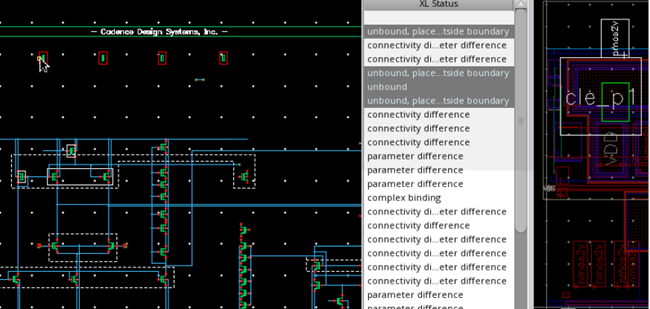 XL Status
— Cadence Design Systems, Inc. —
unbound, place...tside boundary
connectivity di...eter difference
connectivity di...eter difference
unbound, place...tside boundary
unbound
unbound, place...tside boundary
connectivity difference
connectivity difference
connectivity difference
parameter difference
parameter difference
parameter difference
complex binding
connectivity di...eter difference
connectivity difference
connectivity di...eter difference
connectivity di...eter difference
connectivity di...eter difference
connectivity di...eter difference
parameter difference
parameter difference
pmos2v
cle_p1
VDD
pmos2v
pmos2v